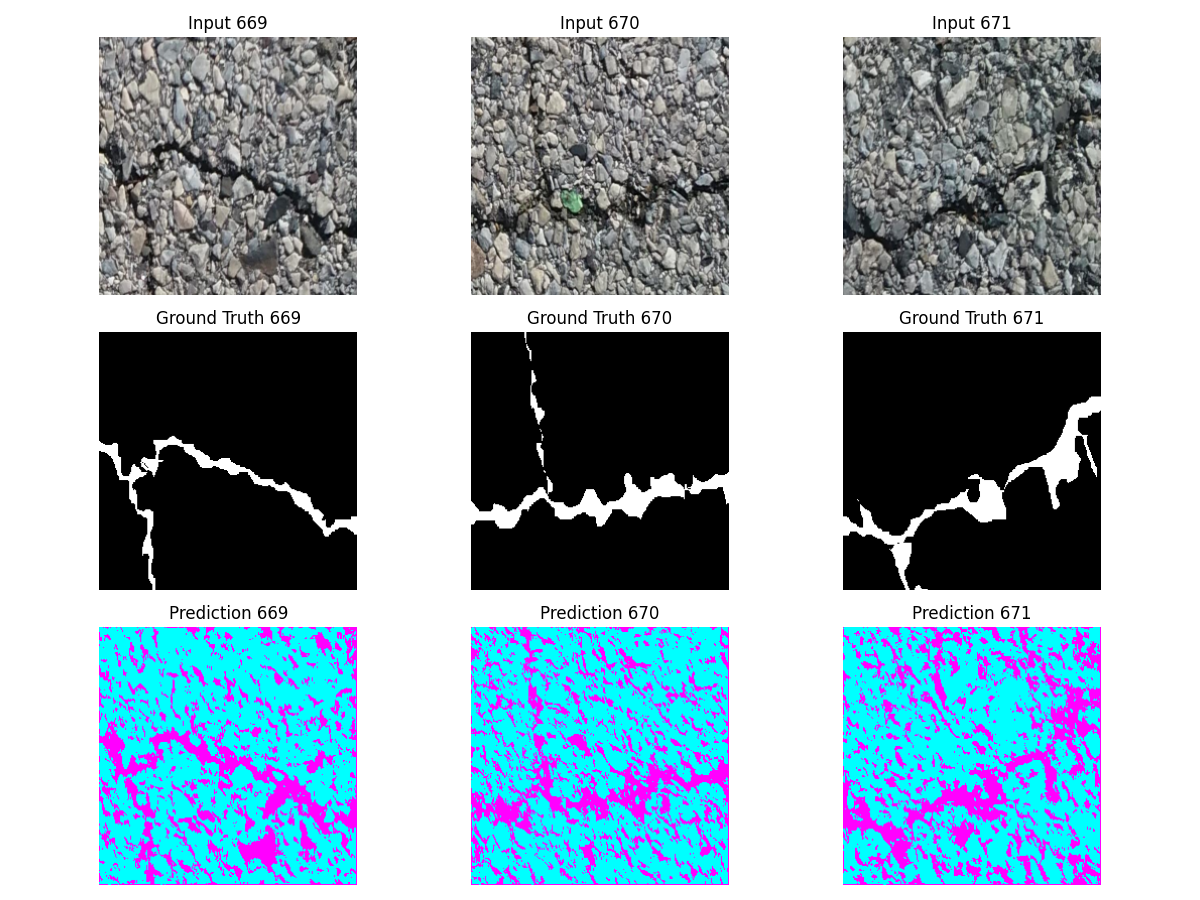 Input 669
Input 670
Input 671
Ground Truth 669
Ground Truth 670
Ground Truth 671
Prediction 669
Prediction 670
Prediction 671